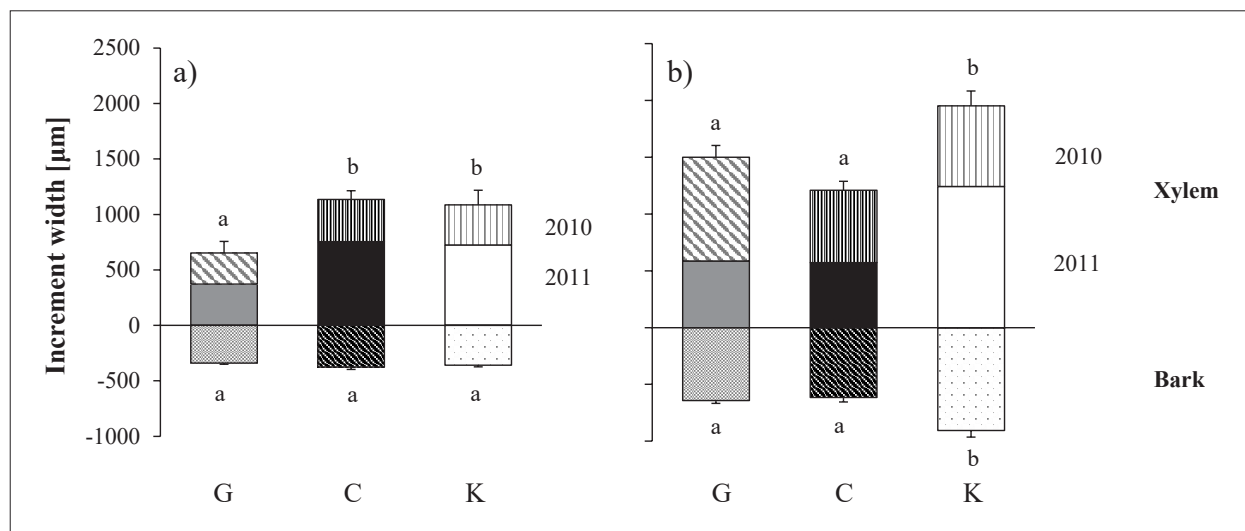 Increment width [µm]
2500
2000
1500
1000
500
0
-500
-1000
a)
a
b
b
2010
2011
a
a
a
G
C
K
b)
a
a
b
2010
2011
Xylem
Bark
a
a
b
G
C
K